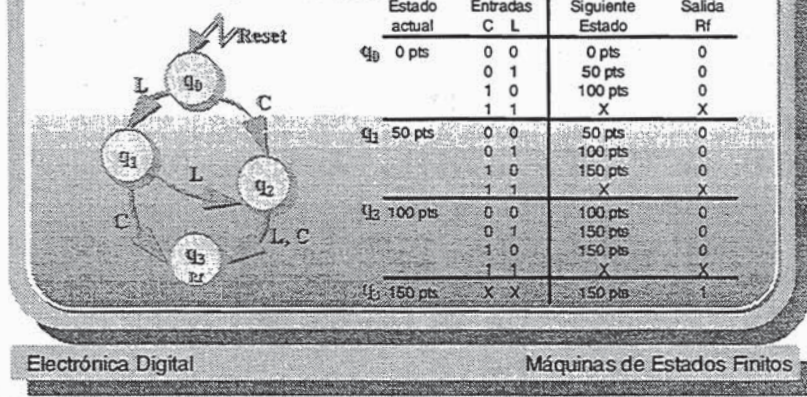 Reset
L
q0
C
q1
L
q2
C
L, C
q3
Rf
Estado Entradas Siguiente Salida
actual C L Estado Rf
q0 0 pts 0 0 0 pts 0
0 1 50 pts 0
1 0 100 pts 0
1 1 X X
q1 50 pts 0 0 50 pts 0
0 1 100 pts 0
1 0 150 pts 0
1 1 X X
100 pts 0 0 100 pts 0
0 1 150 pts 0
1 0 150 pts 0
1 1 X X
150 pts X X 150 pts 1
Electrónica Digital
Máquinas de Estados Finitos